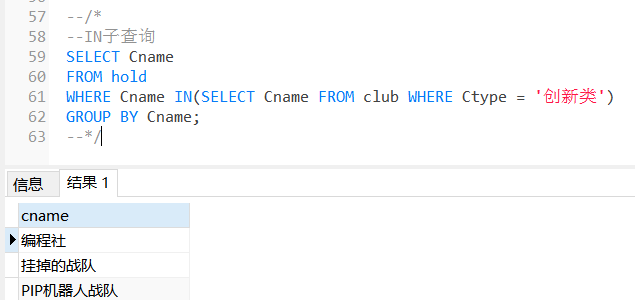 57 --/*
58 --IN子查询
59 SELECT Cname
60 FROM hold
61 WHERE Cname IN(SELECT Cname FROM club WHERE Ctype = '创新类')
62 GROUP BY Cname;
63 --*/
信息 结果 1
cname
编程社
挂掉的战队
PIP机器人战队